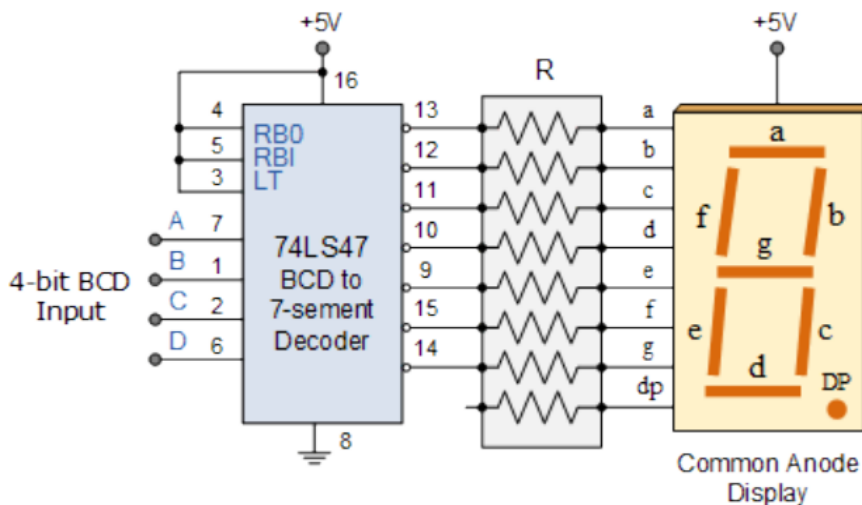 +5V
+5V
R
16
4
RB0
5
RBI
3
LT
13
12
11
10
9
15
14
A
7
B
1
C
2
D
6
4-bit BCD
Input
74LS47
BCD to
7-sement
Decoder
8
a
b
c
d
e
f
g
dp
a
f
b
g
e
c
d
DP
Common Anode
Display